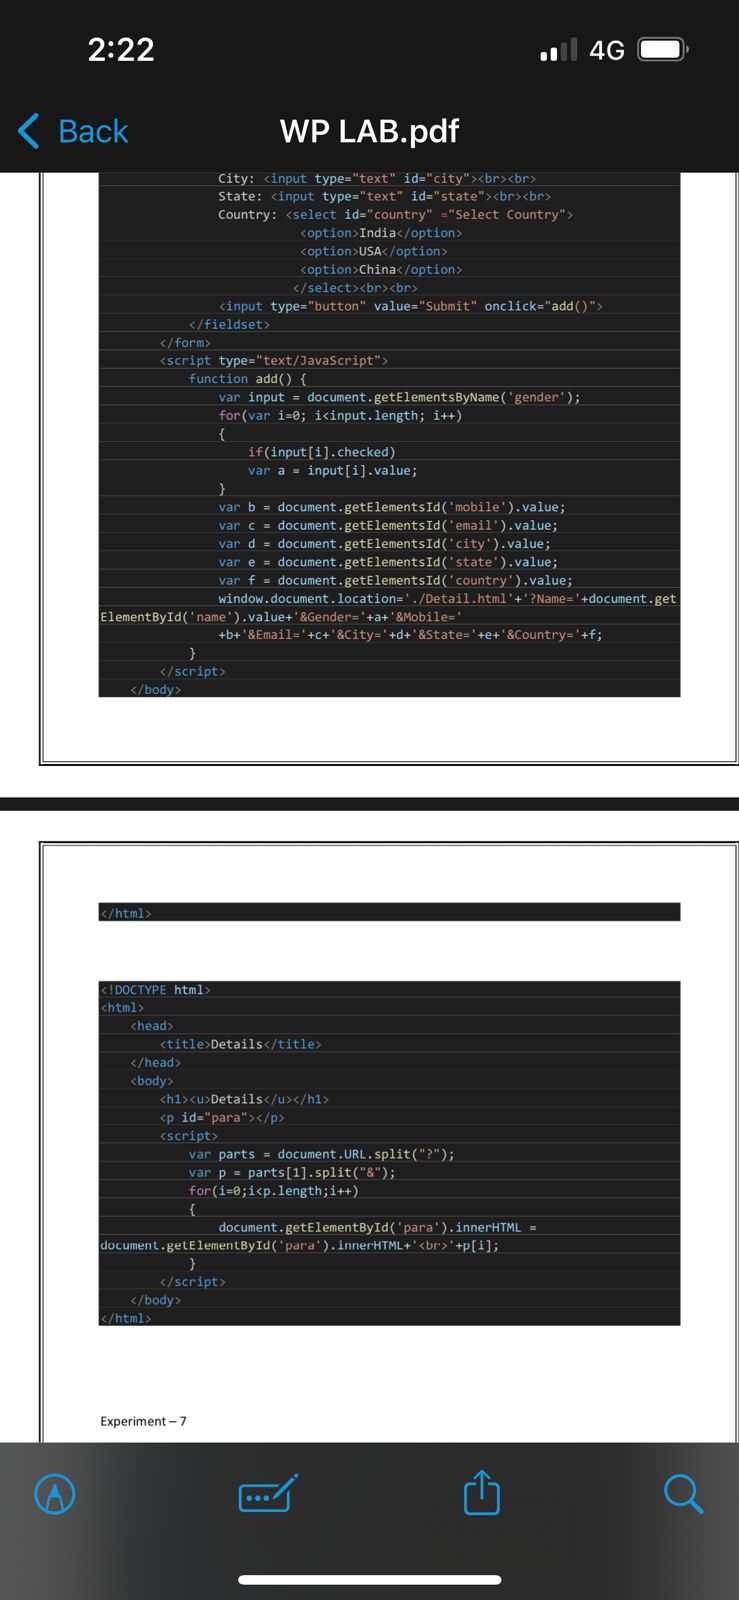 2:22
4G
Back
WP LAB.pdf
City: <input type="text" id="city"><br><br>
State: <input type="text" id="state"><br><br>
Country: <select id="country" ="Select Country">
<option>India</option>
<option>USA</option>
<option>China</option>
</select><br><br>
<input type="button" value="Submit" onclick="add()">
</fieldset>
</form>
<script type="text/JavaScript">
function add() {
var input = document.getElementsByName('gender');
for(var i=0; i<input.length; i++)
{
if(input[i].checked)
var a = input[i].value;
}
var b = document.getElementsId('mobile').value;
var c = document.getElementsId('email').value;
var d = document.getElementsId('city').value;
var e = document.getElementsId('state').value;
var f = document.getElementsId('country').value;
window.document.location='./Detail.html'+'?Name='+document.get
ElementById('name').value+'&Gender='+a+'&Mobile='
+b+'&Email='+c+'&City='+d+'&State='+e+'&Country='+f;
}
</script>
</body>
</html>
<!DOCTYPE html>
<html>
<head>
<title>Details</title>
</head>
<body>
<h1><u>Details</u></h1>
<p id="para"></p>
<script>
var parts = document.URL.split("?");
var p = parts[1].split("&");
for(i=0;i<p.length;i++)
{
document.getElementById('para').innerHTML =
document.getElementById('para').innerHTML+'<br>'+p[i];
}
</script>
</body>
</html>
Experiment – 7